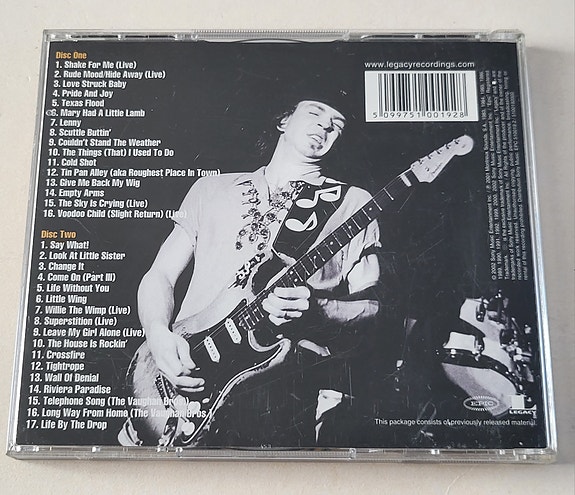 Disc One
1. Shake For Me (Live)
2. Rude Mood/Hide Away (Live)
3. Love Struck Baby
4. Pride And Joy
5. Texas Flood
6. Mary Had A Little Lamb
7. Lenny
8. Scuttle Buttin'
9. Couldn't Stand The Weather
10. The Things (That) I Used To Do
11. Cold Shot
12. Tin Pan Alley (aka Roughest Place In Town)
13. Give Me Back My Wig
14. Empty Arms
15. The Sky Is Crying (Live)
16. Voodoo Child (Slight Return) (Live)
Disc Two
1. Say What!
2. Look At Little Sister
3. Change It
4. Come On (Part III)
5. Life Without You
6. Little Wing
7. Willie The Wimp (Live)
8. Superstition (Live)
9. Leave My Girl Alone (Live)
10. The House Is Rockin'
11. Crossfire
12. Tightrope
13. Wall Of Denial
14. Riviera Paradise
15. Telephone Song (The Vaughan Bros.)
16. Long Way From Home (The Vaughan Bros.)
17. Life By The Drop
www.legacyrecordings.com
5 099751 001928
EPIC
LEGACY
This package consists of previously released material.